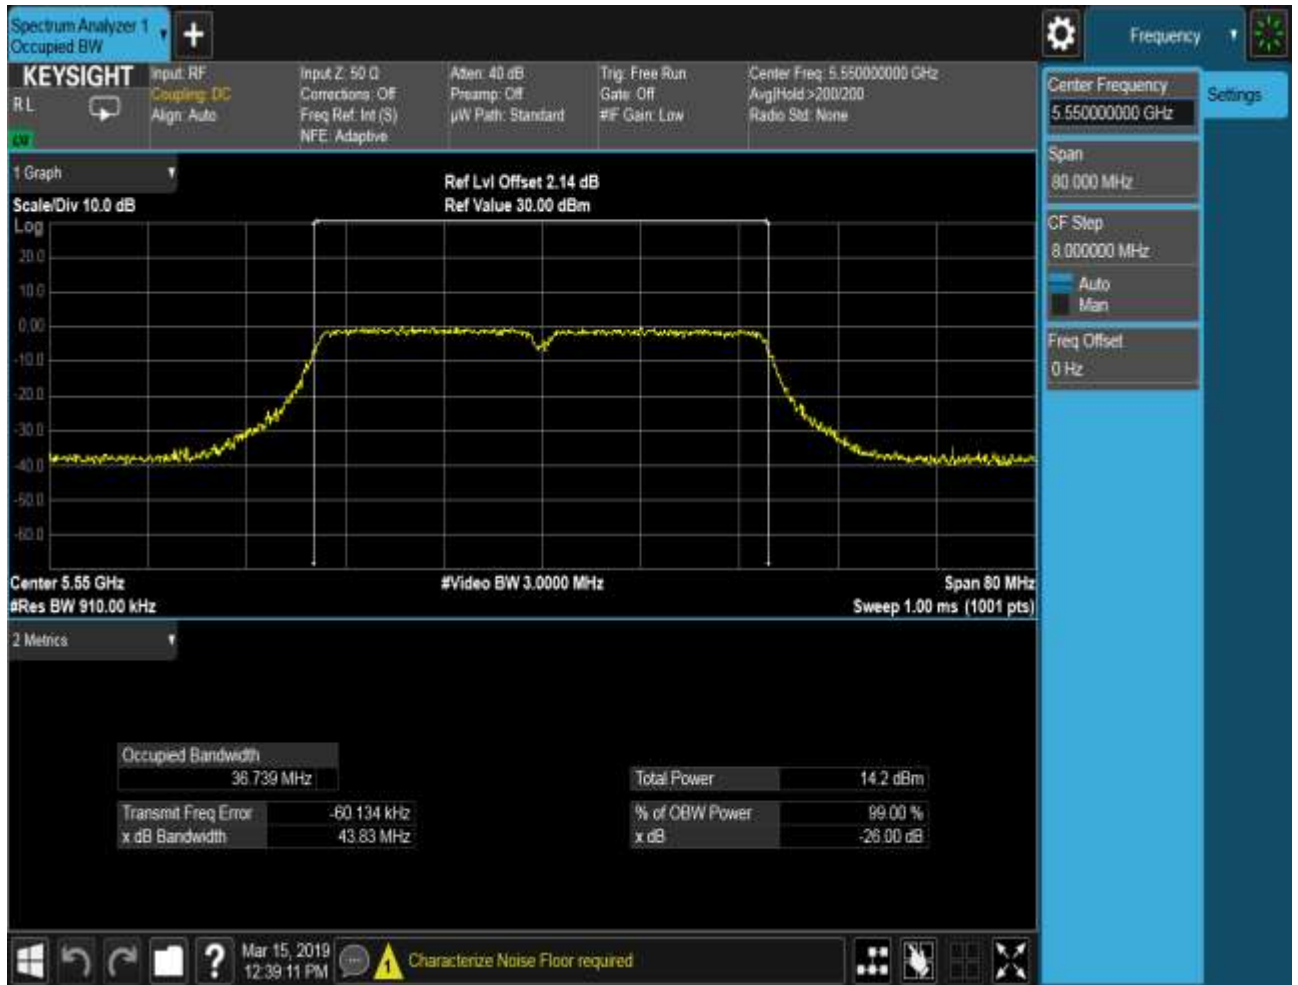 Spectrum Analyzer 1
Occupied BW
Frequency
KEYSIGHT
R L
Input: RF
Coupling: DC
Align: Auto
Input Z: 50 Ω
Corrections: Off
Freq Ref: Int (S)
NFE: Adaptive
Atten: 40 dB
Preamp: Off
µW Path: Standard
Trig: Free Run
Gate: Off
#IF Gain: Low
Center Freq: 5.550000000 GHz
Avg|Hold:>200/200
Radio Std: None
Center Frequency
5.550000000 GHz
Settings
Span
80.000 MHz
CF Step
8.000000 MHz
Auto
Man
Freq Offset
0 Hz
1 Graph
Scale/Div 10.0 dB
Ref Lvl Offset 2.14 dB
Ref Value 30.00 dBm
Log
20.0
10.0
0.00
-10.0
-20.0
-30.0
-40.0
-50.0
-60.0
Center 5.55 GHz
#Video BW 3.0000 MHz
Span 80 MHz
#Res BW 910.00 kHz
Sweep 1.00 ms (1001 pts)
2 Metrics
Occupied Bandwidth
36.739 MHz
Total Power 14.2 dBm
Transmit Freq Error -60.134 kHz
% of OBW Power 99.00 %
x dB Bandwidth 43.83 MHz
x dB -26.00 dB
?
Mar 15, 2019
12:39:11 PM
1
Characterize Noise Floor required